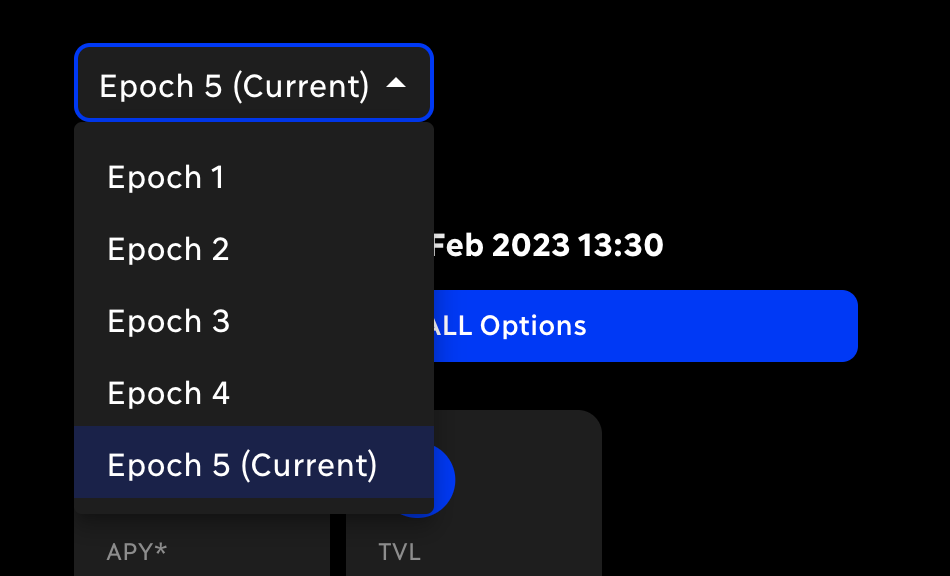 Epoch 5 (Current)
Epoch 1
Epoch 2
Feb 2023 13:30
Epoch 3
Options
Epoch 4
Epoch 5 (Current)
APY*
TVL